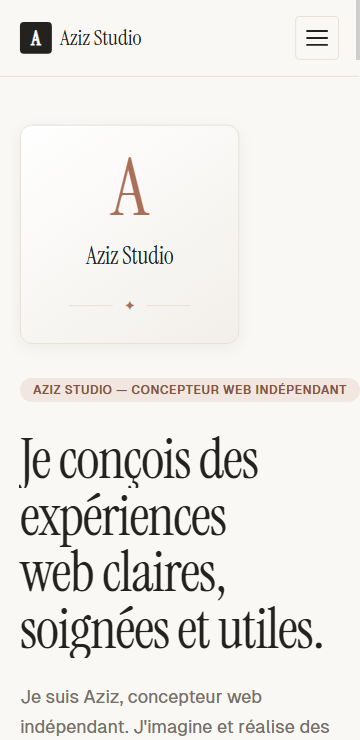 A Aziz Studio
A
Aziz Studio
AZIZ STUDIO — CONCEPTEUR WEB INDÉPENDANT
Je conçois des
expériences
web claires,
soignées et utiles.
Je suis Aziz, concepteur web
indépendant. J'imagine et réalise des